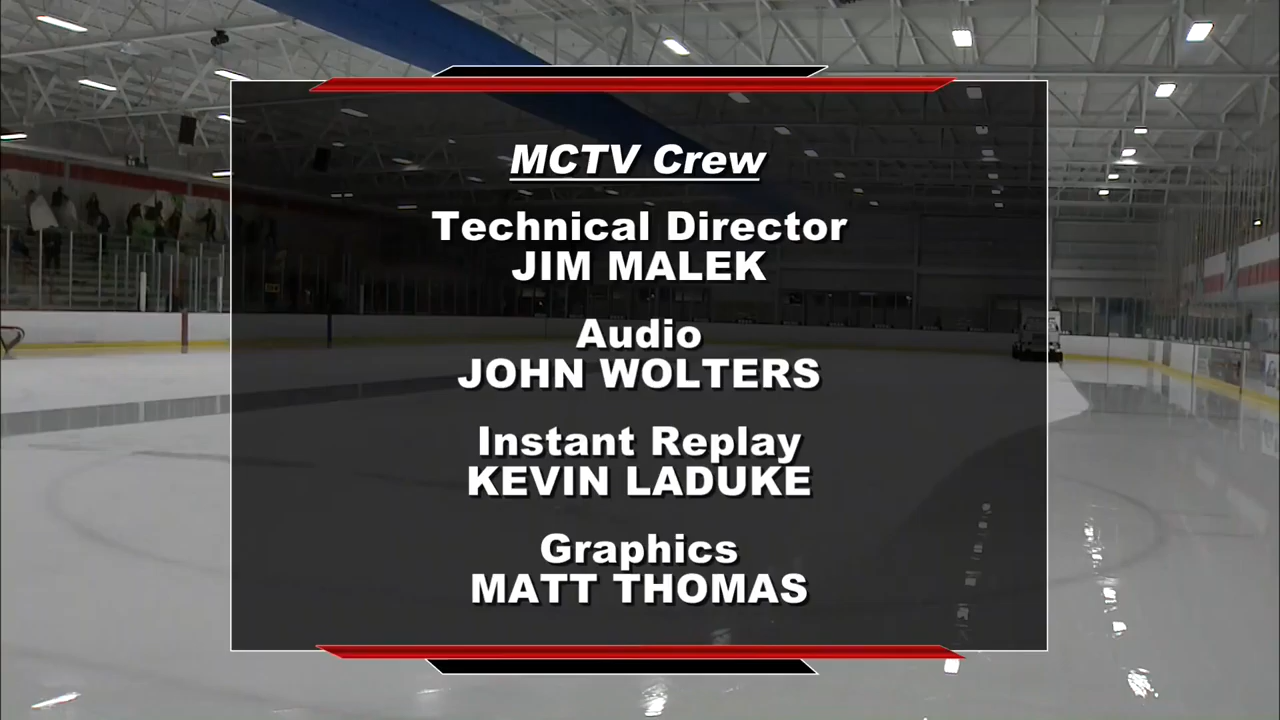 MCTV Crew
Technical Director
JIM MALEK
Audio
JOHN WOLTERS
Instant Replay
KEVIN LADUKE
Graphics
MATT THOMAS